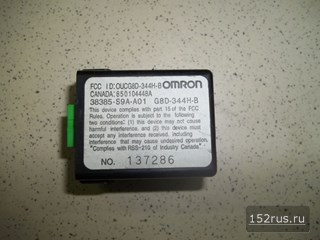 FCC ID:OUCG8D-344H-B OMRON
CANADA:850104448A
38385-S9A-A01 G8D-344H-B
This device complies with part 15 of the FCC
Rules. Operation is subject to the following
two conditions: (1) this device may not cause
harmful interference, and (2) this device must
accept any interference received, including
interference that may cause undesired operation.
"Complies with RSS-210 of Industry Canada"
NO. 137286
152rus.ru